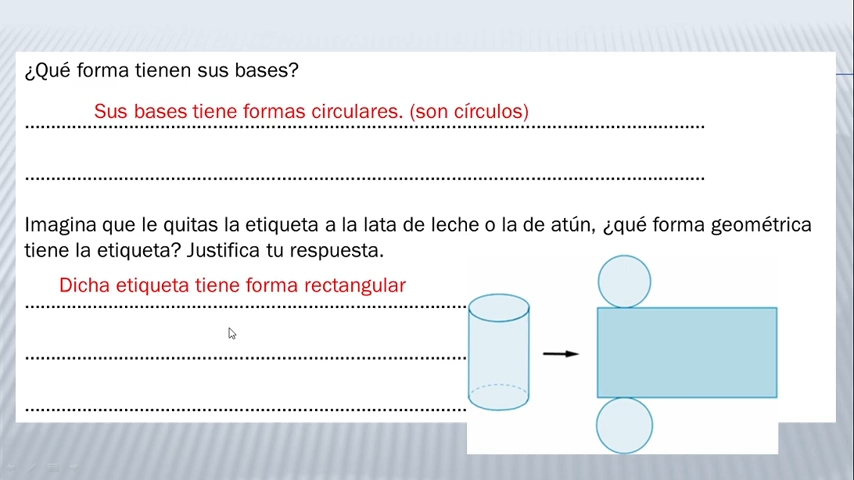 ¿Qué forma tienen sus bases?
Sus bases tiene formas circulares. (son círculos)
Imagina que le quitas la etiqueta a la lata de leche o la de atún, ¿qué forma geométrica
tiene la etiqueta? Justifica tu respuesta.
Dicha etiqueta tiene forma rectangular